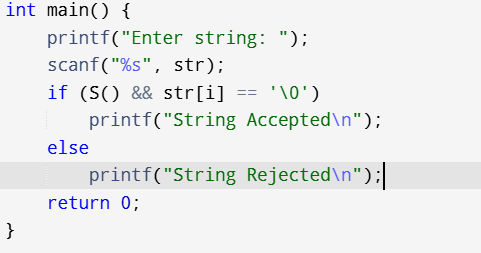 int main() {
    printf("Enter string: ");
    scanf("%s", str);
    if (S() && str[i] == '\0')
        printf("String Accepted\n");
    else
        printf("String Rejected\n");
    return 0;
}